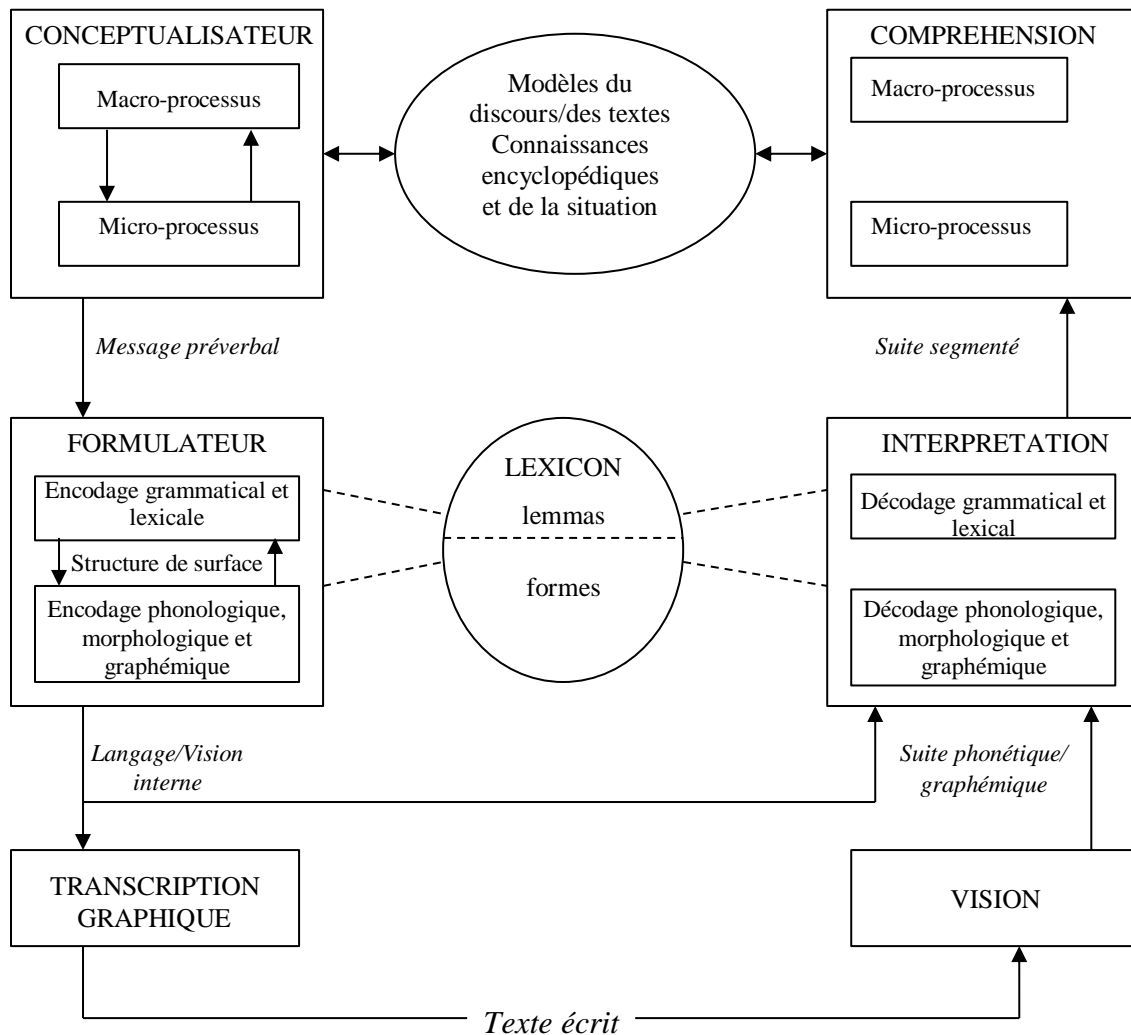 CONCEPTUALISATEUR
Macro-processus
Micro-processus
Modèles du
discours/des textes
Connaissances
encyclopédiques
et de la situation
COMPREHENSION
Macro-processus
Micro-processus
Message préverbal
Suite segmenté
FORMULATEUR
Encodage grammatical et
lexicale
Structure de surface
Encodage phonologique,
morphologique et
graphémique
LEXICON
lemmas
formes
INTERPRETATION
Décodage grammatical et
lexical
Décodage phonologique,
morphologique et
graphémique
Langage/Vision
interne
Suite phonétique/
graphémique
TRANSCRIPTION
GRAPHIQUE
VISION
Texte écrit